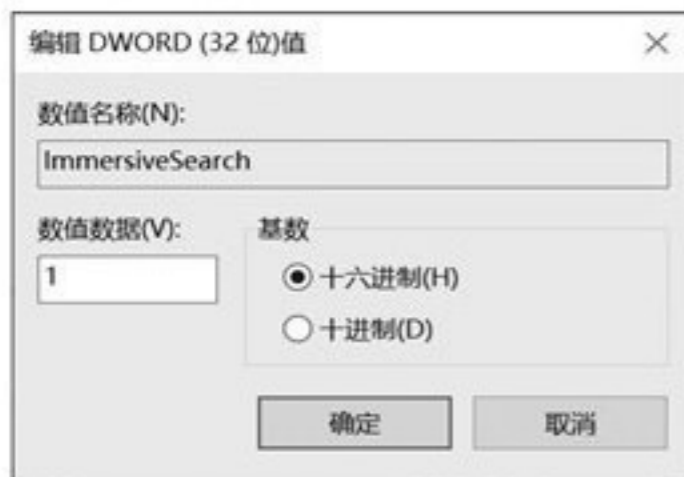 编辑 DWORD (32 位)值
数值名称(N):
ImmersiveSearch
数值数据(V):
基数
1
十六进制(H)
十进制(D)
确定
取消